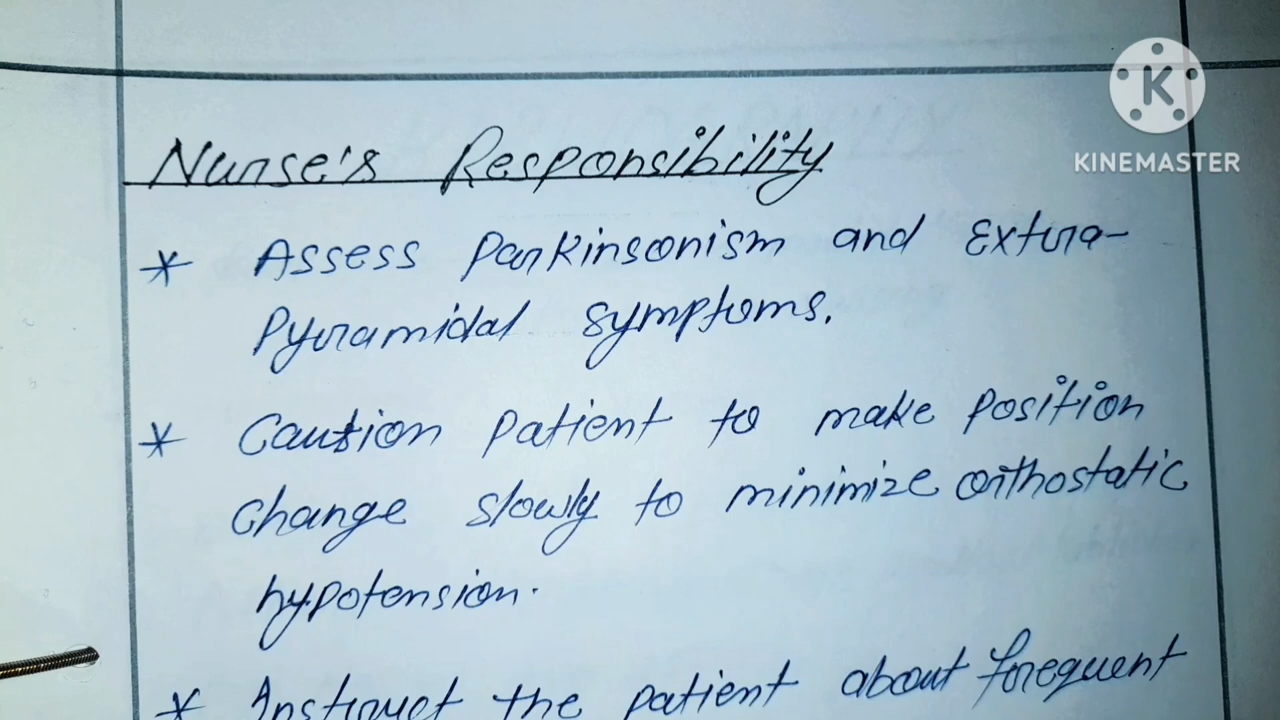 K
KINEMASTER
Nurse's Responsibility
* Assess Parkinsonism and Extra-
Pyramidal symptoms.
* Caution patient to make position
change slowly to minimize orthostatic
hypotension.
* Instruct the patient about frequent